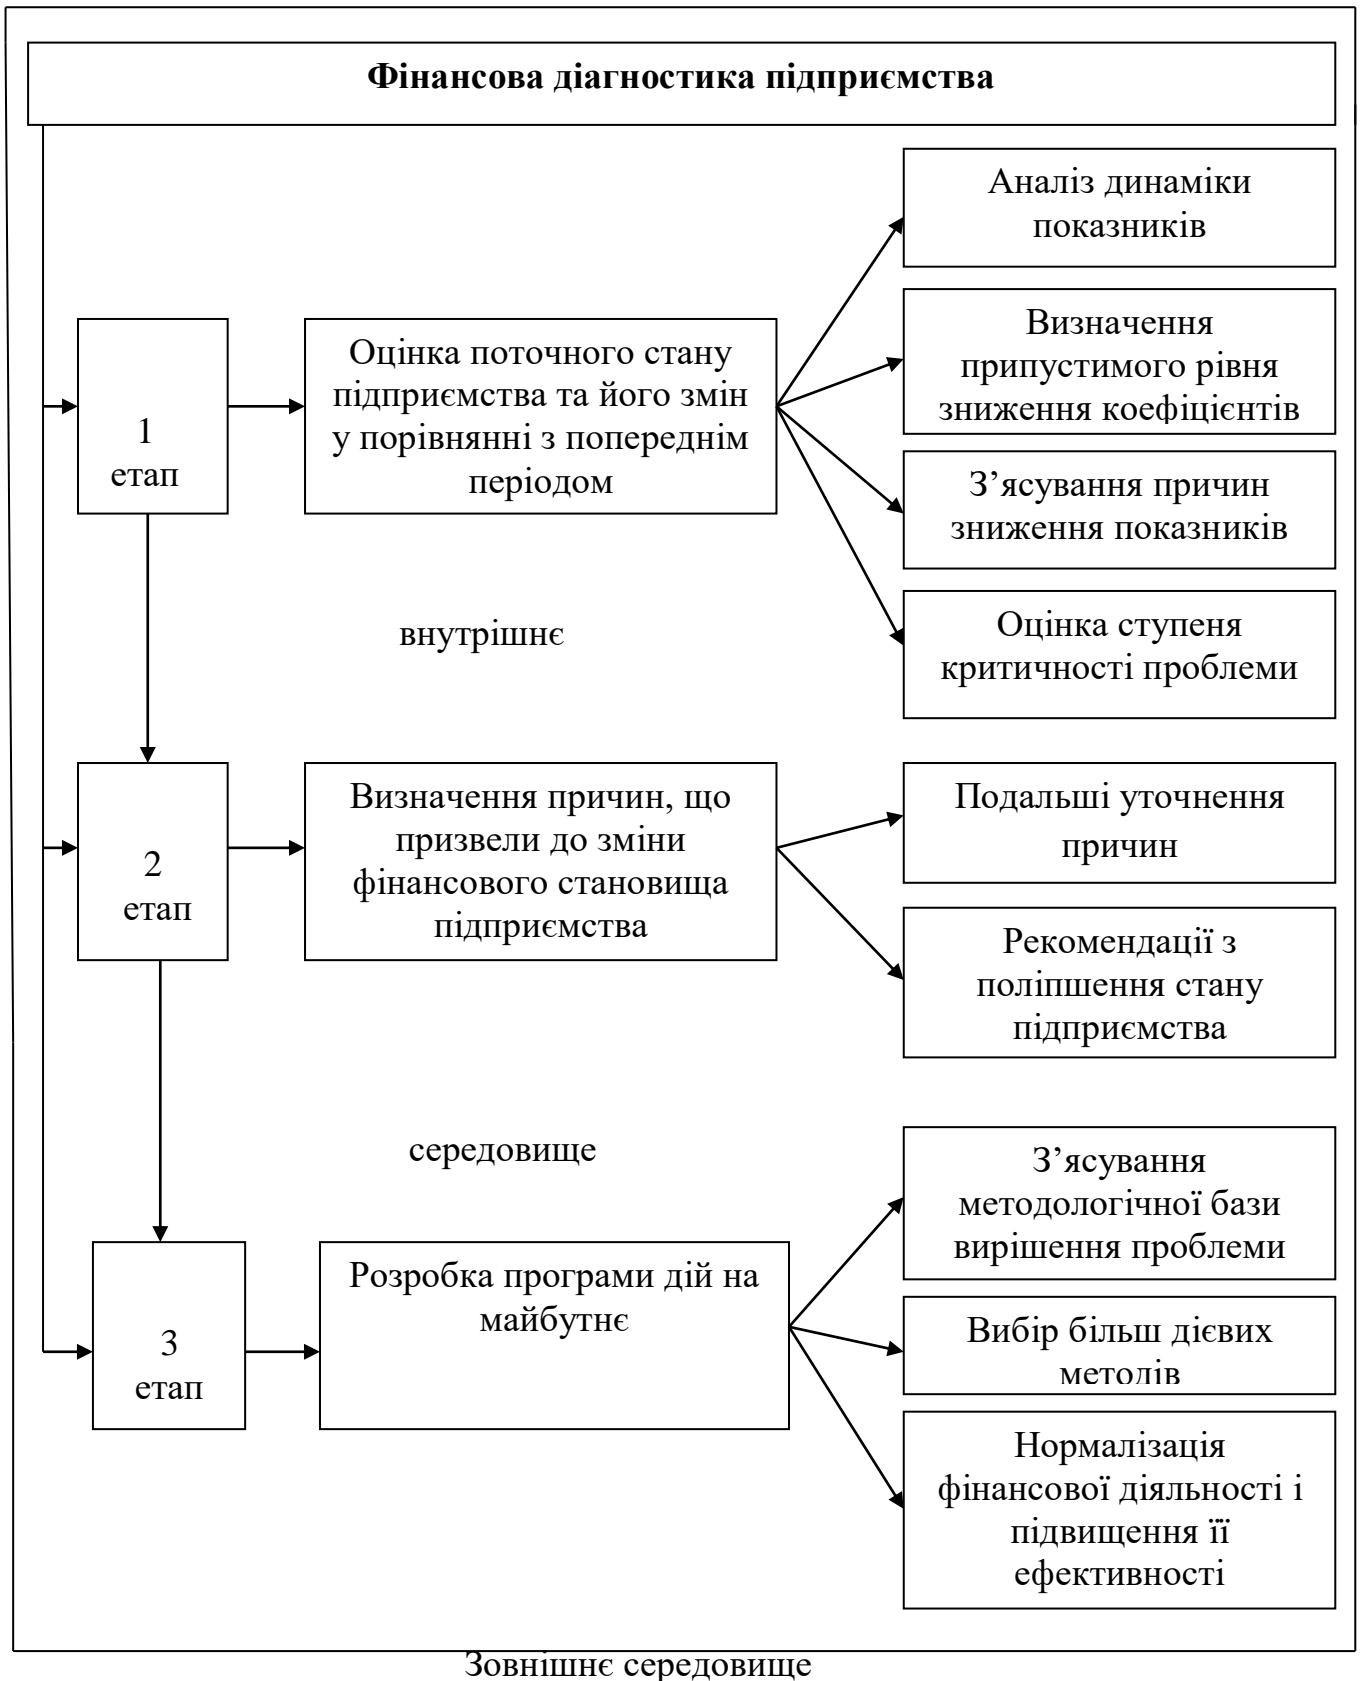 Фінансова діагностика підприємства
Аналіз динаміки
показників
Визначення
припустимого рівня
зниження коефіцієнтів
З’ясування причин
зниження показників
Оцінка ступеня
критичності проблеми
1
етап
Оцінка поточного стану
підприємства та його змін
у порівнянні з попереднім
періодом
внутрішнє
2
етап
Визначення причин, що
призвели до зміни
фінансового становища
підприємства
Подальші уточнення
причин
Рекомендації з
поліпшення стану
підприємства
середовище
3
етап
Розробка програми дій на
майбутнє
З’ясування
методологічної бази
вирішення проблеми
Вибір більш дієвих
методів
Нормалізація
фінансової діяльності і
підвищення її
ефективності
Зовнішнє середовище